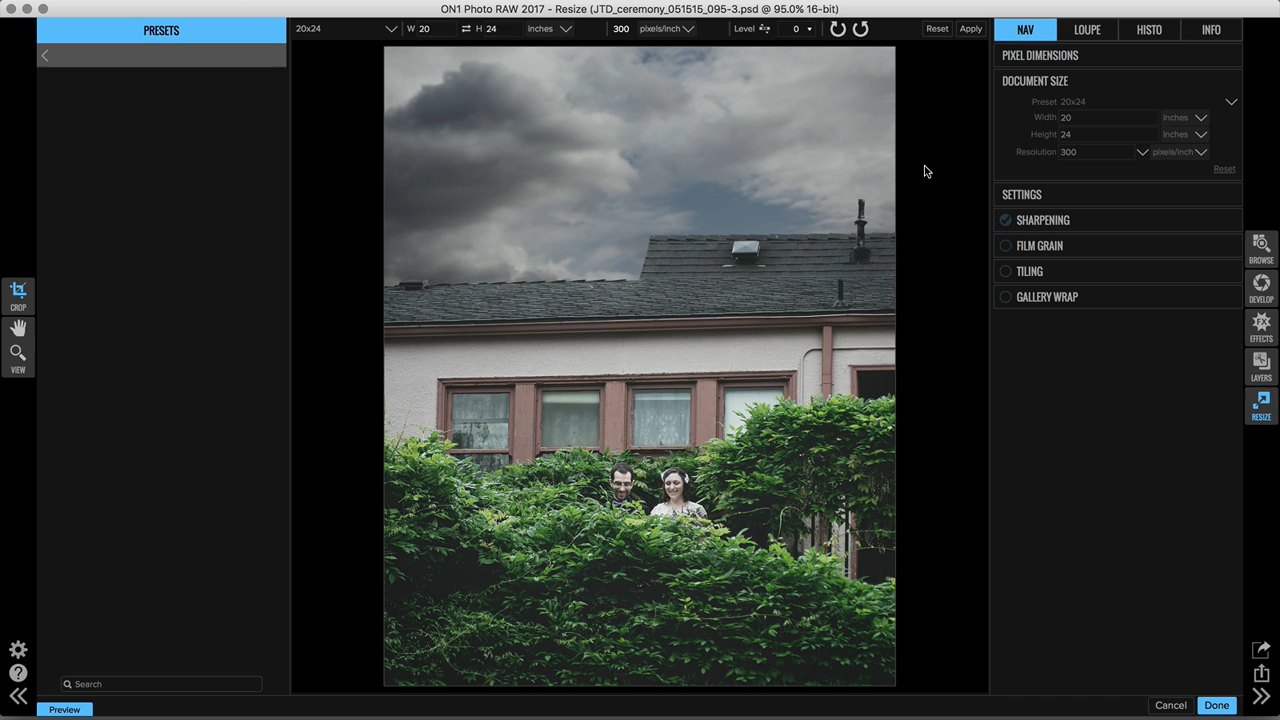 ON1 Photo RAW 2017 - Resize (JTD_ceremony_051515_095-3.psd @ 95.0% 16-bit)
PRESETS
20x24 W 20 H 24 inches 300 pixels/inch Level 0 Reset Apply
NAV LOUPE HISTO INFO
PIXEL DIMENSIONS
DOCUMENT SIZE
Preset 20x24
Width 20 inches
Height 24 inches
Resolution 300 pixels/inch
Reset
SETTINGS
SHARPENING
FILM GRAIN
TILING
GALLERY WRAP
CROP
VIEW
BROWSE
DEVELOP
EFFECTS
LAYERS
RESIZE
Search
Preview
Cancel Done